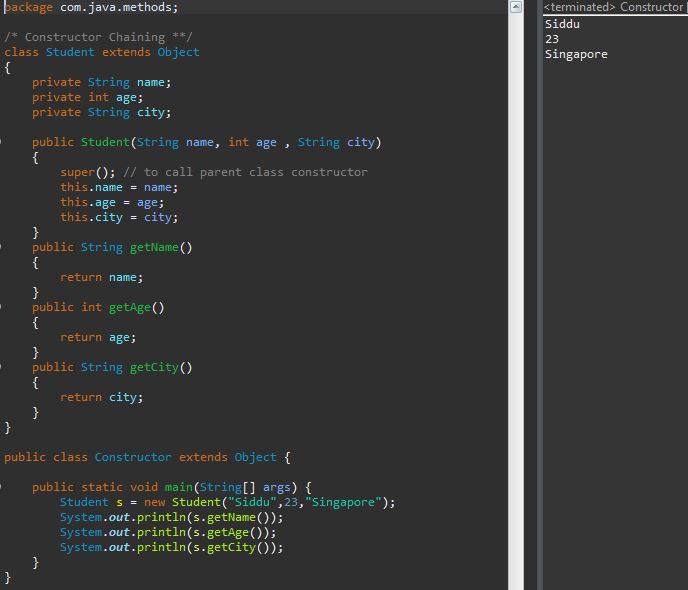 package com.java.methods;
/* Constructor Chaining **/
class Student extends Object
{
private String name;
private int age;
private String city;
public Student(String name, int age , String city)
{
super(); // to call parent class constructor
this.name = name;
this.age = age;
this.city = city;
}
public String getName()
{
return name;
}
public int getAge()
{
return age;
}
public String getCity()
{
return city;
}
}
public class Constructor extends Object {
public static void main(String[] args) {
Student s = new Student("Siddu",23,"Singapore");
System.out.println(s.getName());
System.out.println(s.getAge());
System.out.println(s.getCity());
}
}
<terminated> Constructor
Siddu
23
Singapore